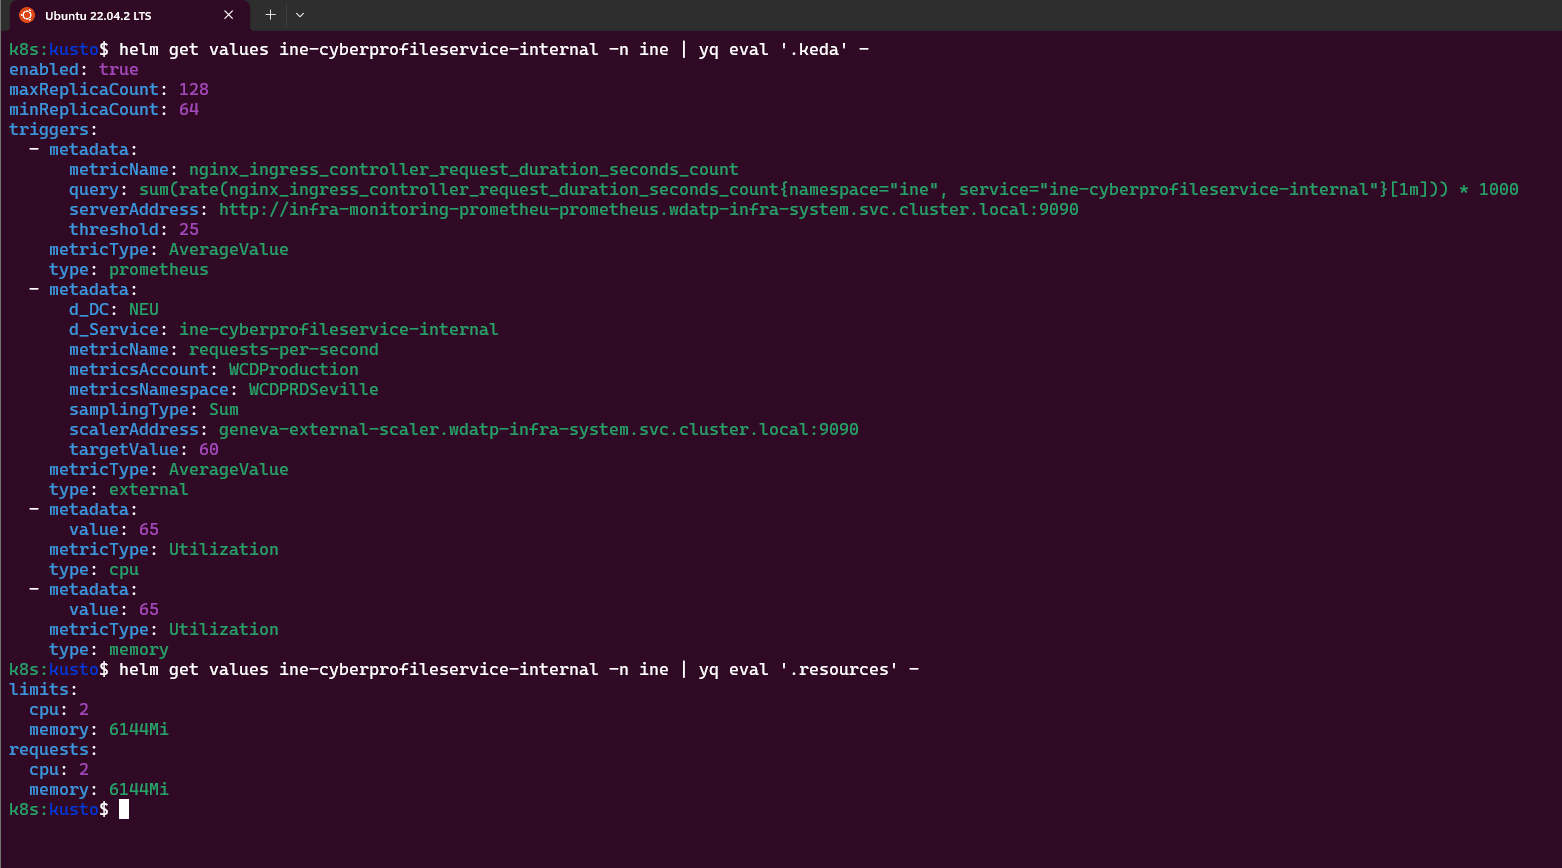 Ubuntu 22.04.2 LTS
k8s:kusto$ helm get values ine-cyberprofileservice-internal -n ine | yq eval '.keda' -
enabled: true
maxReplicaCount: 128
minReplicaCount: 64
triggers:
  - metadata:
      metricName: nginx_ingress_controller_request_duration_seconds_count
      query: sum(rate(nginx_ingress_controller_request_duration_seconds_count{namespace="ine", service="ine-cyberprofileservice-internal"}[1m])) * 1000
      serverAddress: http://infra-monitoring-prometheu-prometheus.wdatp-infra-system.svc.cluster.local:9090
      threshold: 25
    metricType: AverageValue
    type: prometheus
  - metadata:
      d_DC: NEU
      d_Service: ine-cyberprofileservice-internal
      metricName: requests-per-second
      metricsAccount: WCDProduction
      metricsNamespace: WCDPRDSeville
      samplingType: Sum
      scalerAddress: geneva-external-scaler.wdatp-infra-system.svc.cluster.local:9090
      targetValue: 60
    metricType: AverageValue
    type: external
  - metadata:
      value: 65
    metricType: Utilization
    type: cpu
  - metadata:
      value: 65
    metricType: Utilization
    type: memory
k8s:kusto$ helm get values ine-cyberprofileservice-internal -n ine | yq eval '.resources' -
limits:
  cpu: 2
  memory: 6144Mi
requests:
  cpu: 2
  memory: 6144Mi
k8s:kusto$